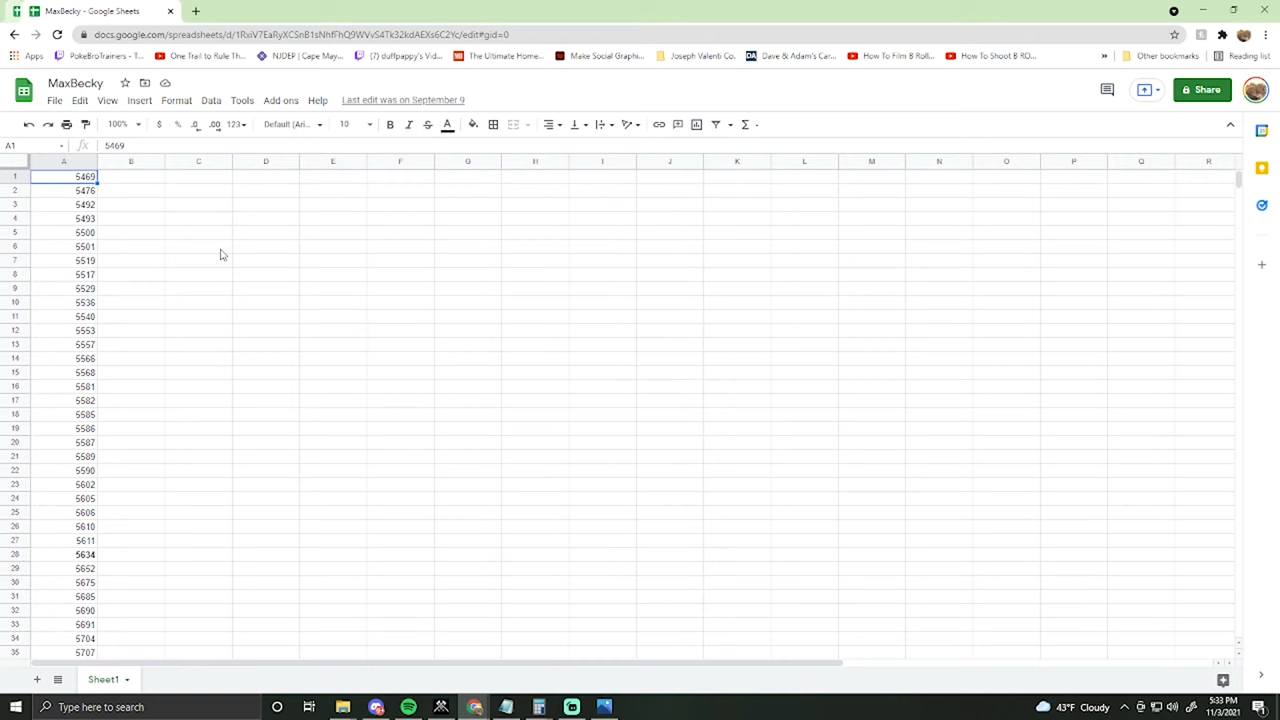 MaxBecky - Google Sheets
docs.google.com/spreadsheets/d/1RxiV7EaRyXCSnB1sNhfFhQ9WVvS4Tk32kdAEXs6C2Yc/edit#gid=0
Apps PokeBroTrainers - T... One Trail to Rule Th... NJDEP | Cape May... (7) duffpappy's Vid... The Ultimate Home... Make Social Graphi... Joseph Valenti Co... Dave & Adam's Car... How To Film B Roll... How To Shoot B RO... » Other bookmarks Reading list
MaxBecky
File Edit View Insert Format Data Tools Add-ons Help Last edit was on September 9
Share
100% $ % .0 .00 123 Default (Ari... 10 B I S A
A1 fx 5469
A B C D E F G H I J K L M N O P Q R
1 5469
2 5476
3 5492
4 5493
5 5500
6 5501
7 5519
8 5517
9 5529
10 5536
11 5540
12 5553
13 5557
14 5566
15 5568
16 5581
17 5582
18 5585
19 5586
20 5587
21 5589
22 5590
23 5602
24 5605
25 5606
26 5610
27 5611
28 5634
29 5652
30 5675
31 5685
32 5690
33 5691
34 5704
35 5707
Sheet1
Type here to search
43°F Cloudy
5:33 PM
11/3/2021